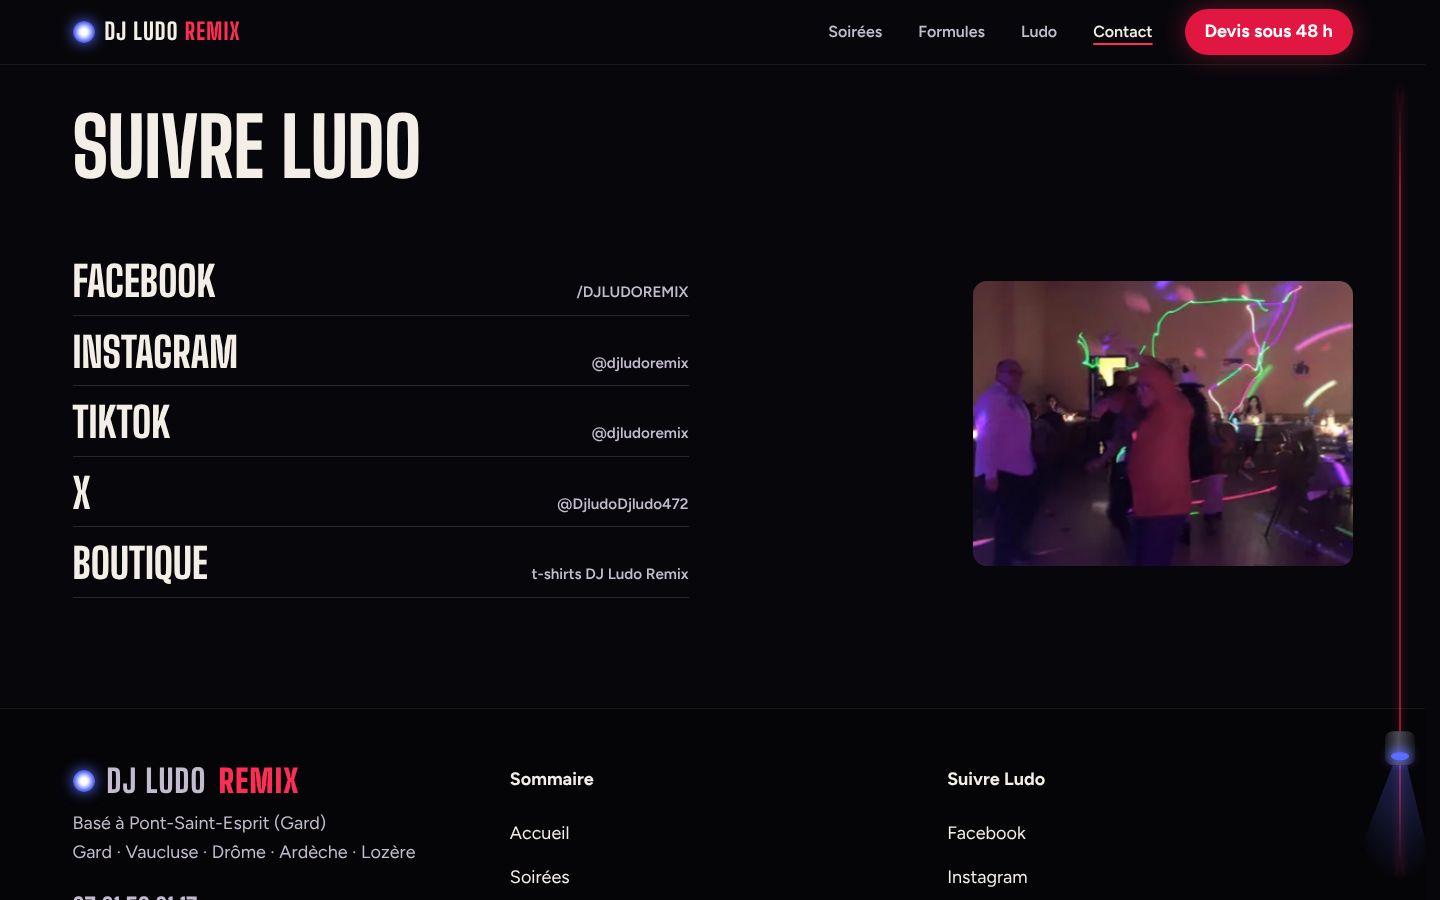 DJ LUDO REMIX
Soirées
Formules
Ludo
Contact
Devis sous 48 h
SUIVRE LUDO
FACEBOOK
/DJLUDOREMIX
INSTAGRAM
@djludoremix
TIKTOK
@djludoremix
X
@DjludoDjludo472
BOUTIQUE
t-shirts DJ Ludo Remix
DJ LUDO REMIX
Basé à Pont-Saint-Esprit (Gard)
Gard · Vaucluse · Drôme · Ardèche · Lozère
Sommaire
Accueil
Soirées
Suivre Ludo
Facebook
Instagram